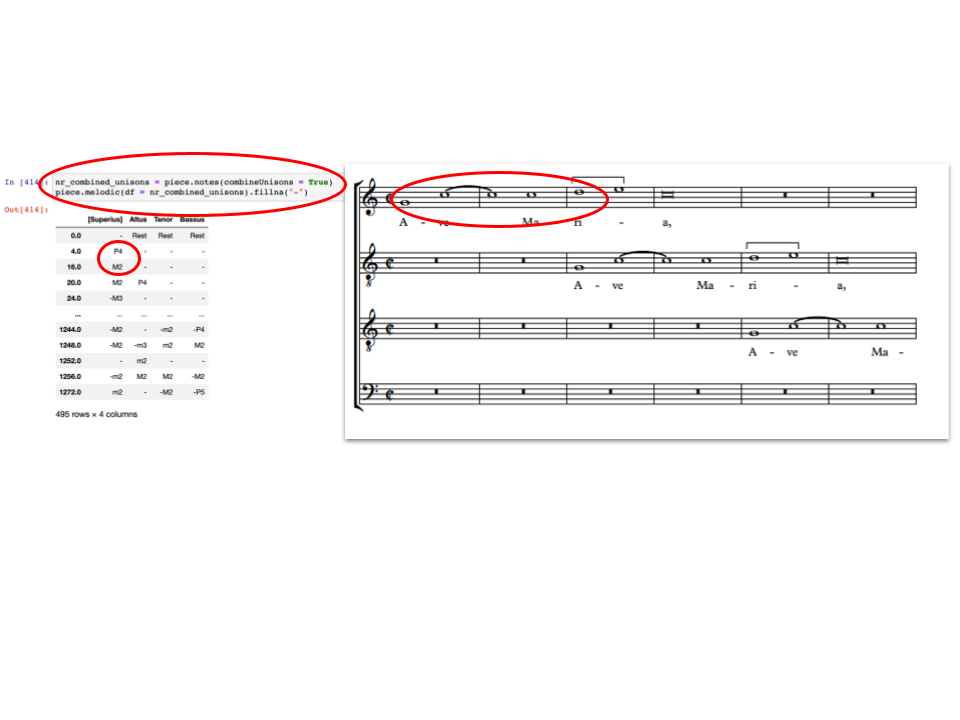 In [414]: nr_combined_unisons = piece.notes(combineUnisons = True)
piece.melodic(df = nr_combined_unisons).fillna("-")
Out[414]:
[Superius] Altus Tenor Bassus
0.0 - Rest Rest Rest
4.0 P4 - - -
16.0 M2 - - -
20.0 M2 P4 - -
24.0 -M3 - - -
... ... ... ... ...
1244.0 -M2 - -m2 -P4
1248.0 -M2 -m3 m2 M2
1252.0 - m2 - -
1256.0 -m2 M2 M2 -M2
1272.0 m2 - -M2 -P5
495 rows × 4 columns
A - ve Ma ri - a,
8
A - ve Ma - ri - a,
8
A - ve Ma -